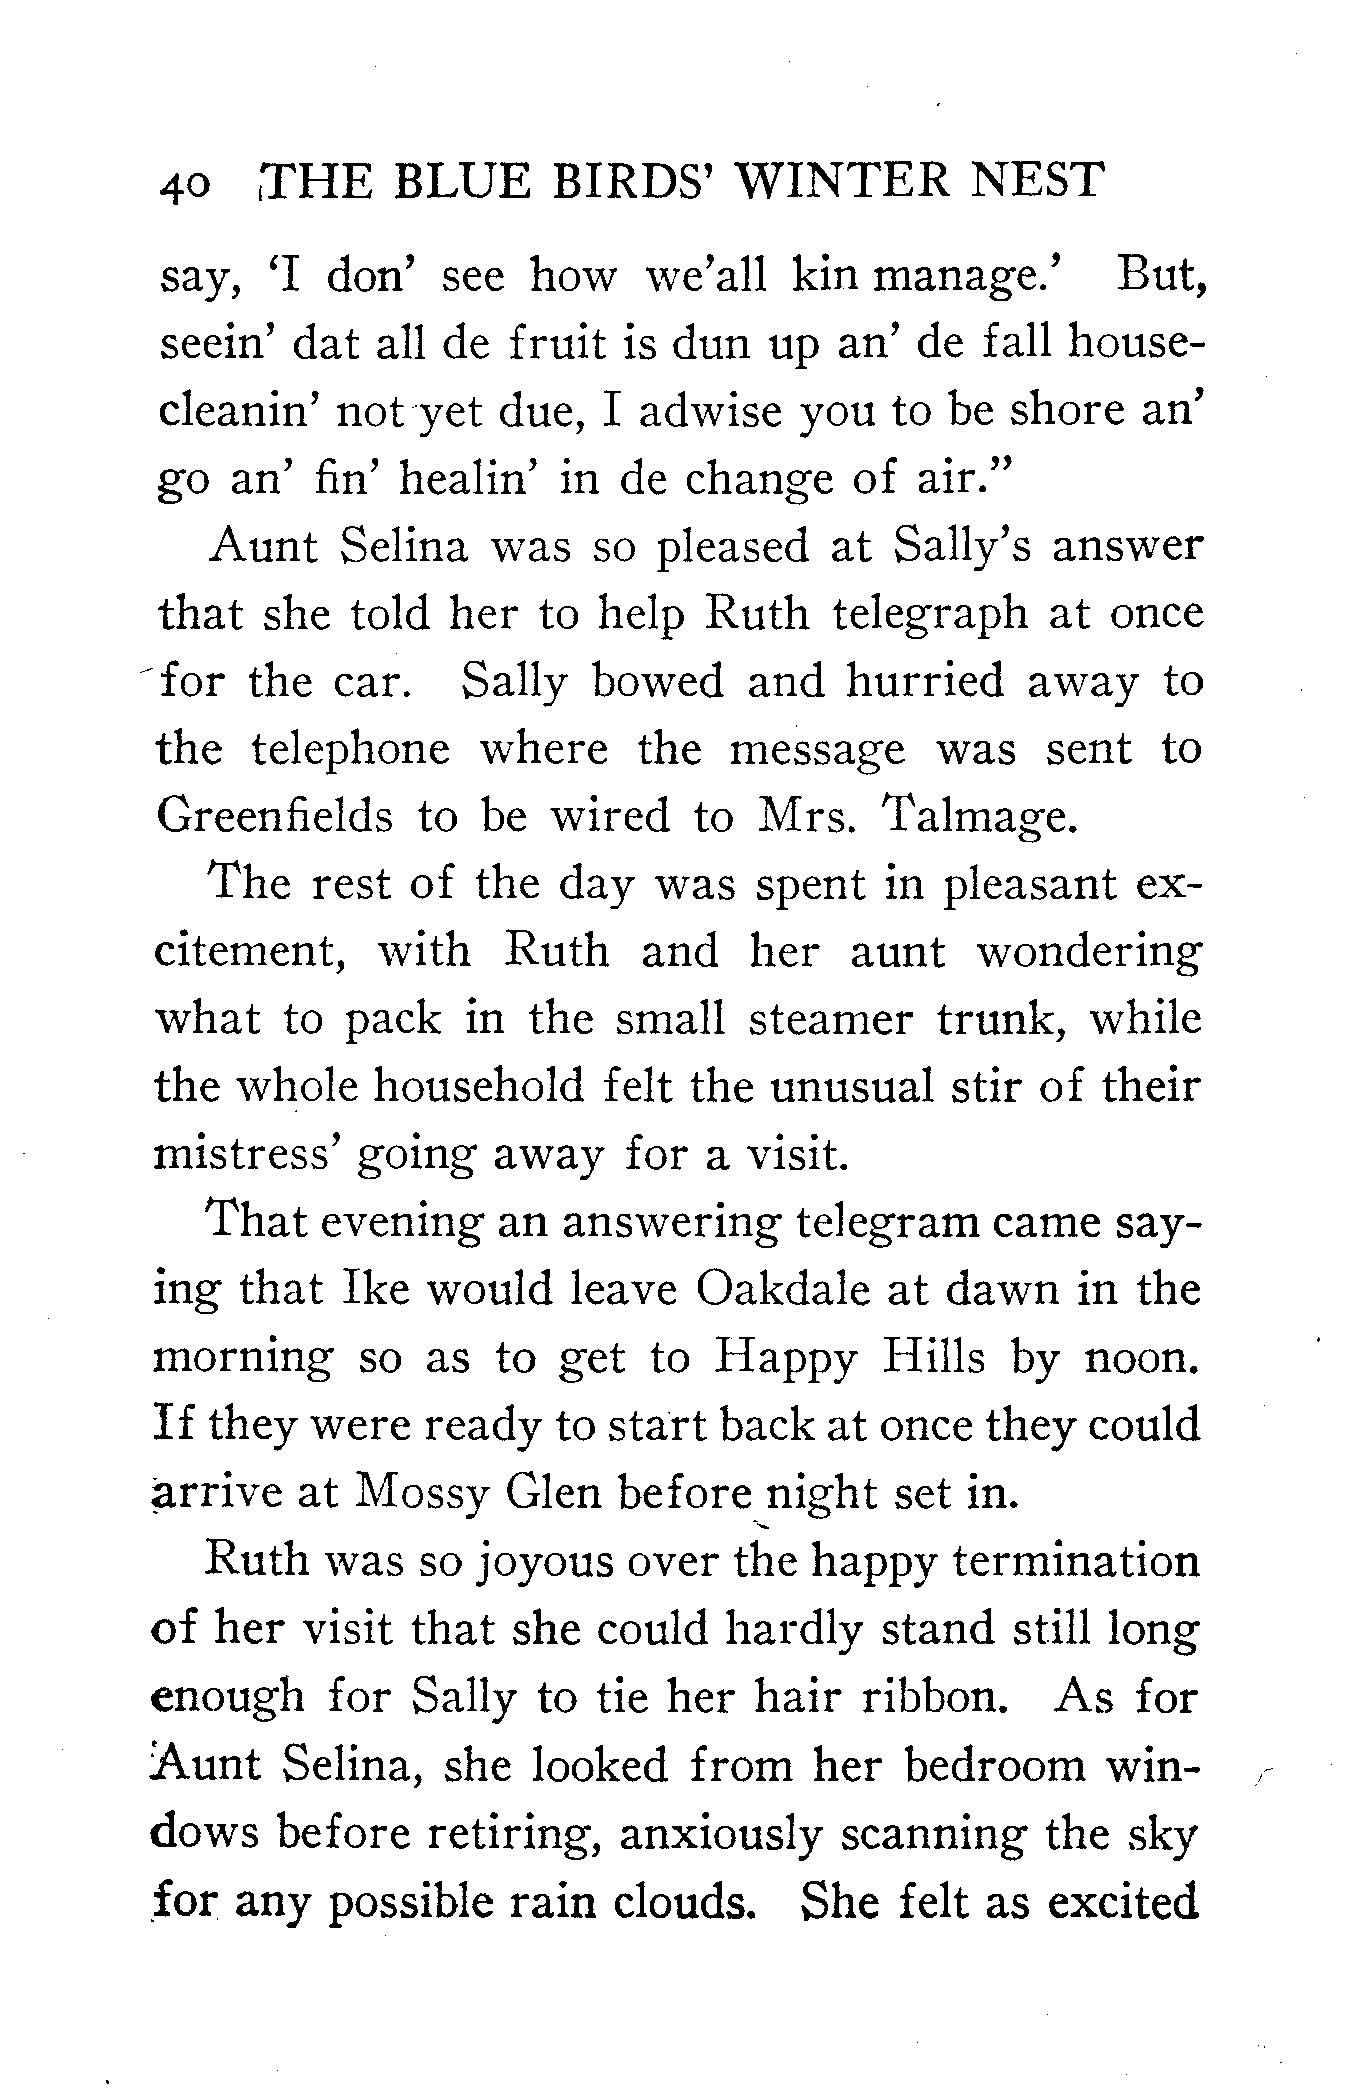 40 THE BLUE BIRDS' WINTER NEST
say, 'I don' see how we'all kin manage.' But,
seein' dat all de fruit is dun up an' de fall house-
cleanin' not yet due, I adwise you to be shore an'
go an' fin' healin' in de change of air."
Aunt Selina was so pleased at Sally's answer
that she told her to help Ruth telegraph at once
for the car. Sally bowed and hurried away to
the telephone where the message was sent to
Greenfields to be wired to Mrs. Talmage.
The rest of the day was spent in pleasant ex-
citement, with Ruth and her aunt wondering
what to pack in the small steamer trunk, while
the whole household felt the unusual stir of their
mistress' going away for a visit.
That evening an answering telegram came say-
ing that Ike would leave Oakdale at dawn in the
morning so as to get to Happy Hills by noon.
If they were ready to start back at once they could
arrive at Mossy Glen before night set in.
Ruth was so joyous over the happy termination
of her visit that she could hardly stand still long
enough for Sally to tie her hair ribbon. As for
Aunt Selina, she looked from her bedroom win-
dows before retiring, anxiously scanning the sky
for any possible rain clouds. She felt as excited